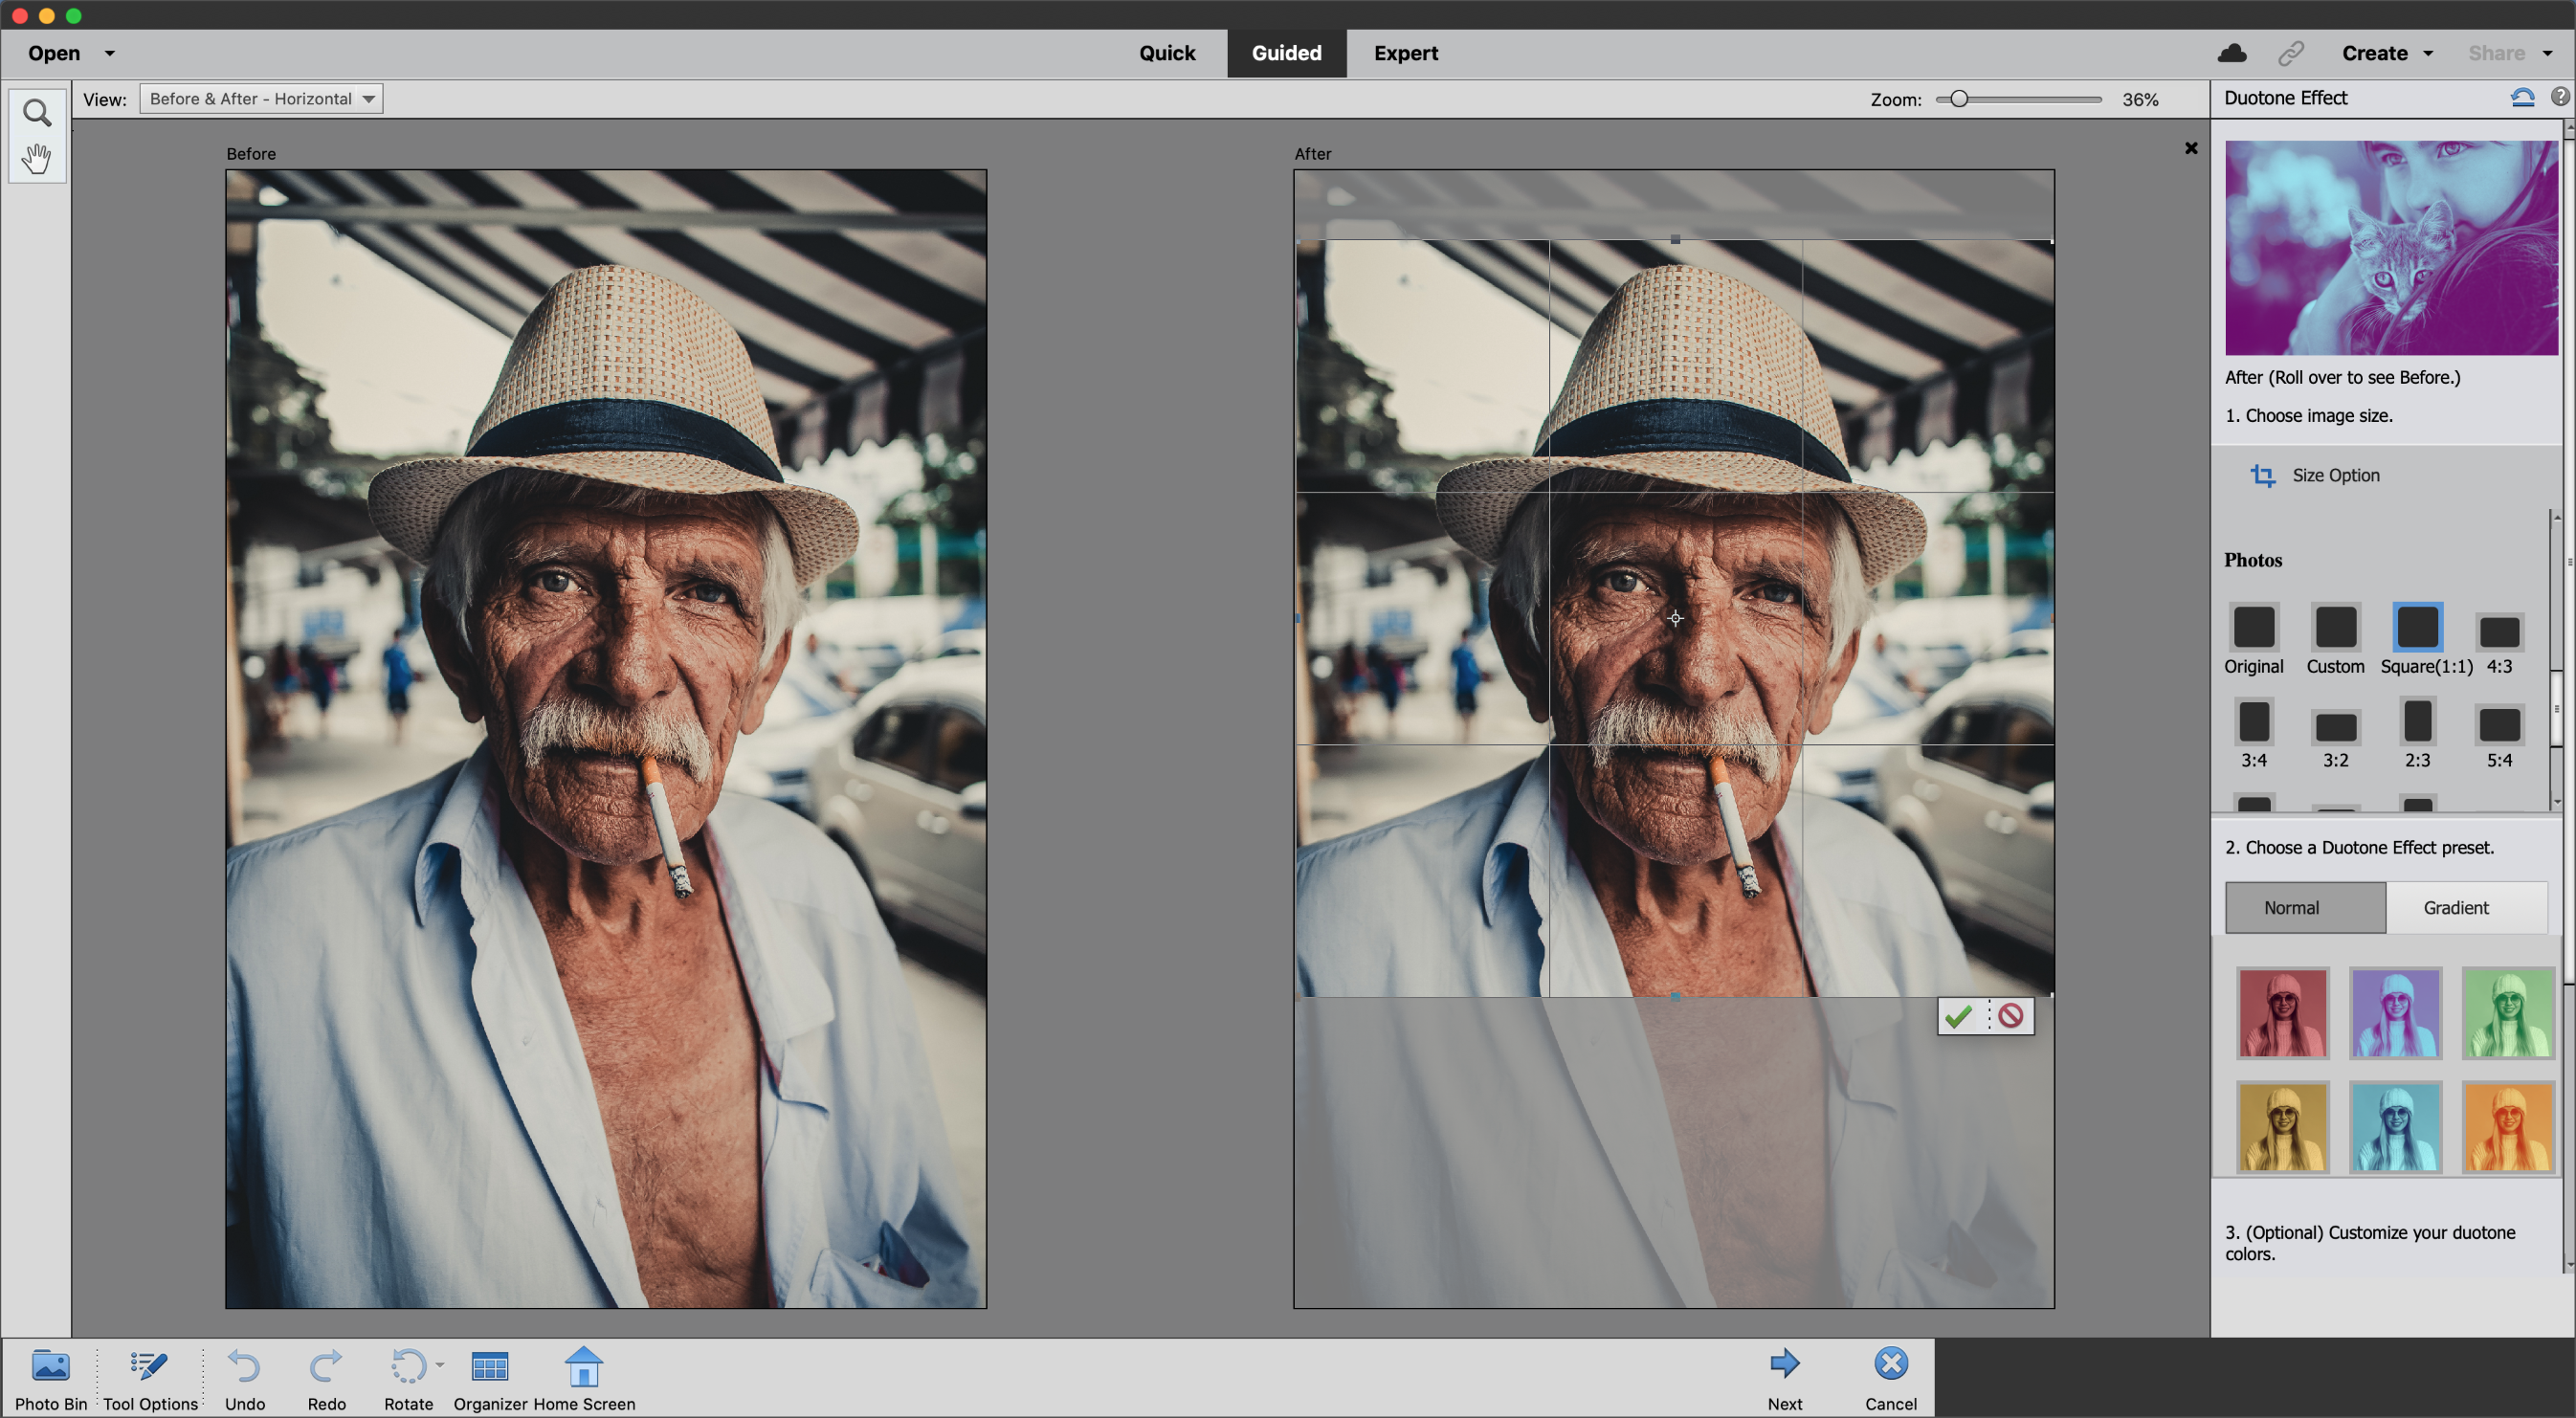 Open
Quick
Guided
Expert
Create
Share
View:
Before & After - Horizontal
Zoom:
36%
Duotone Effect
?
Before
After
After (Roll over to see Before.)
1. Choose image size.
Size Option
Photos
Original
Custom
Square(1:1)
4:3
3:4
3:2
2:3
5:4
2. Choose a Duotone Effect preset.
Normal
Gradient
3. (Optional) Customize your duotone
colors.
Photo Bin
Tool Options
Undo
Redo
Rotate
Organizer
Home Screen
Next
Cancel